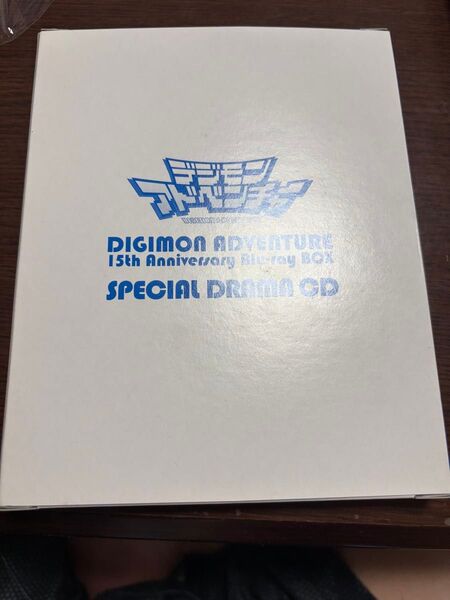 デジモン
アドベンチャー
DIGIMON ADVENTURE
15th Anniversary Blu-ray BOX
SPECIAL DRAMA CD